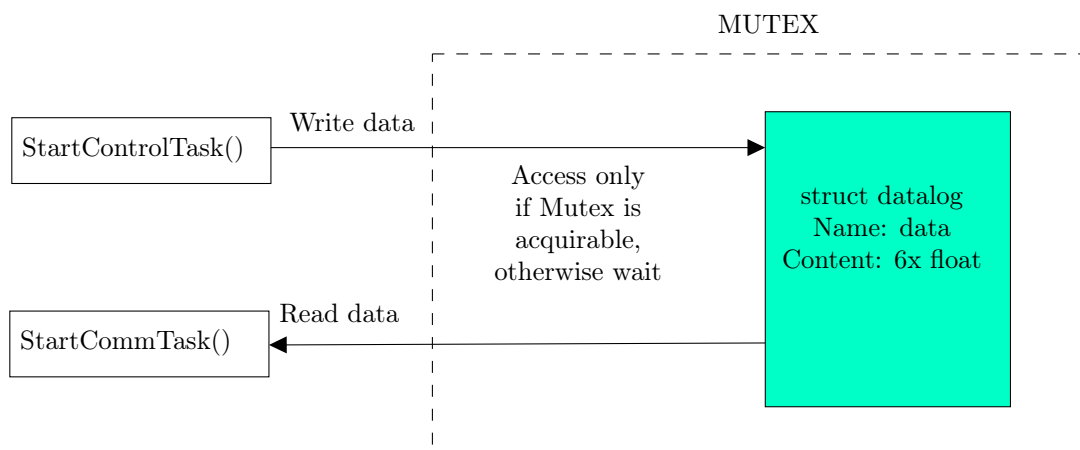 MUTEX
Write data
StartControlTask()
Access only
if Mutex is
acquirable,
otherwise wait
struct datalog
Name: data
Content: 6x float
Read data
StartCommTask()